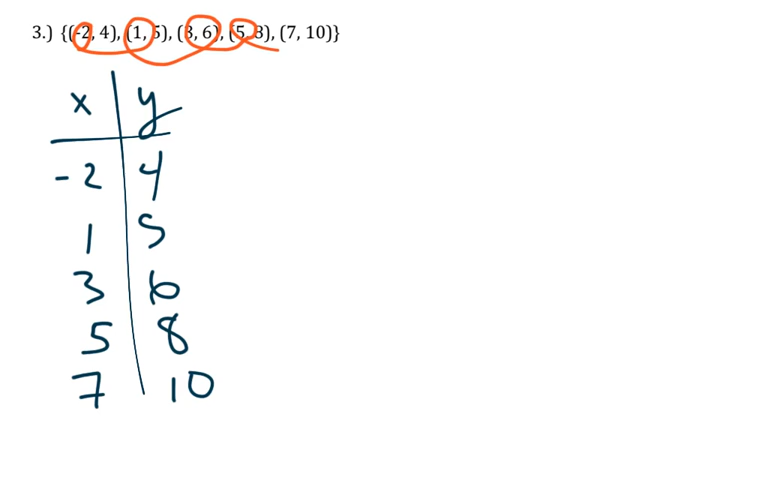 3.) {(-2, 4), (1, 5), (3, 6), (5, 8), (7, 10)}
x y
-2 4
1 5
3 6
5 8
7 10